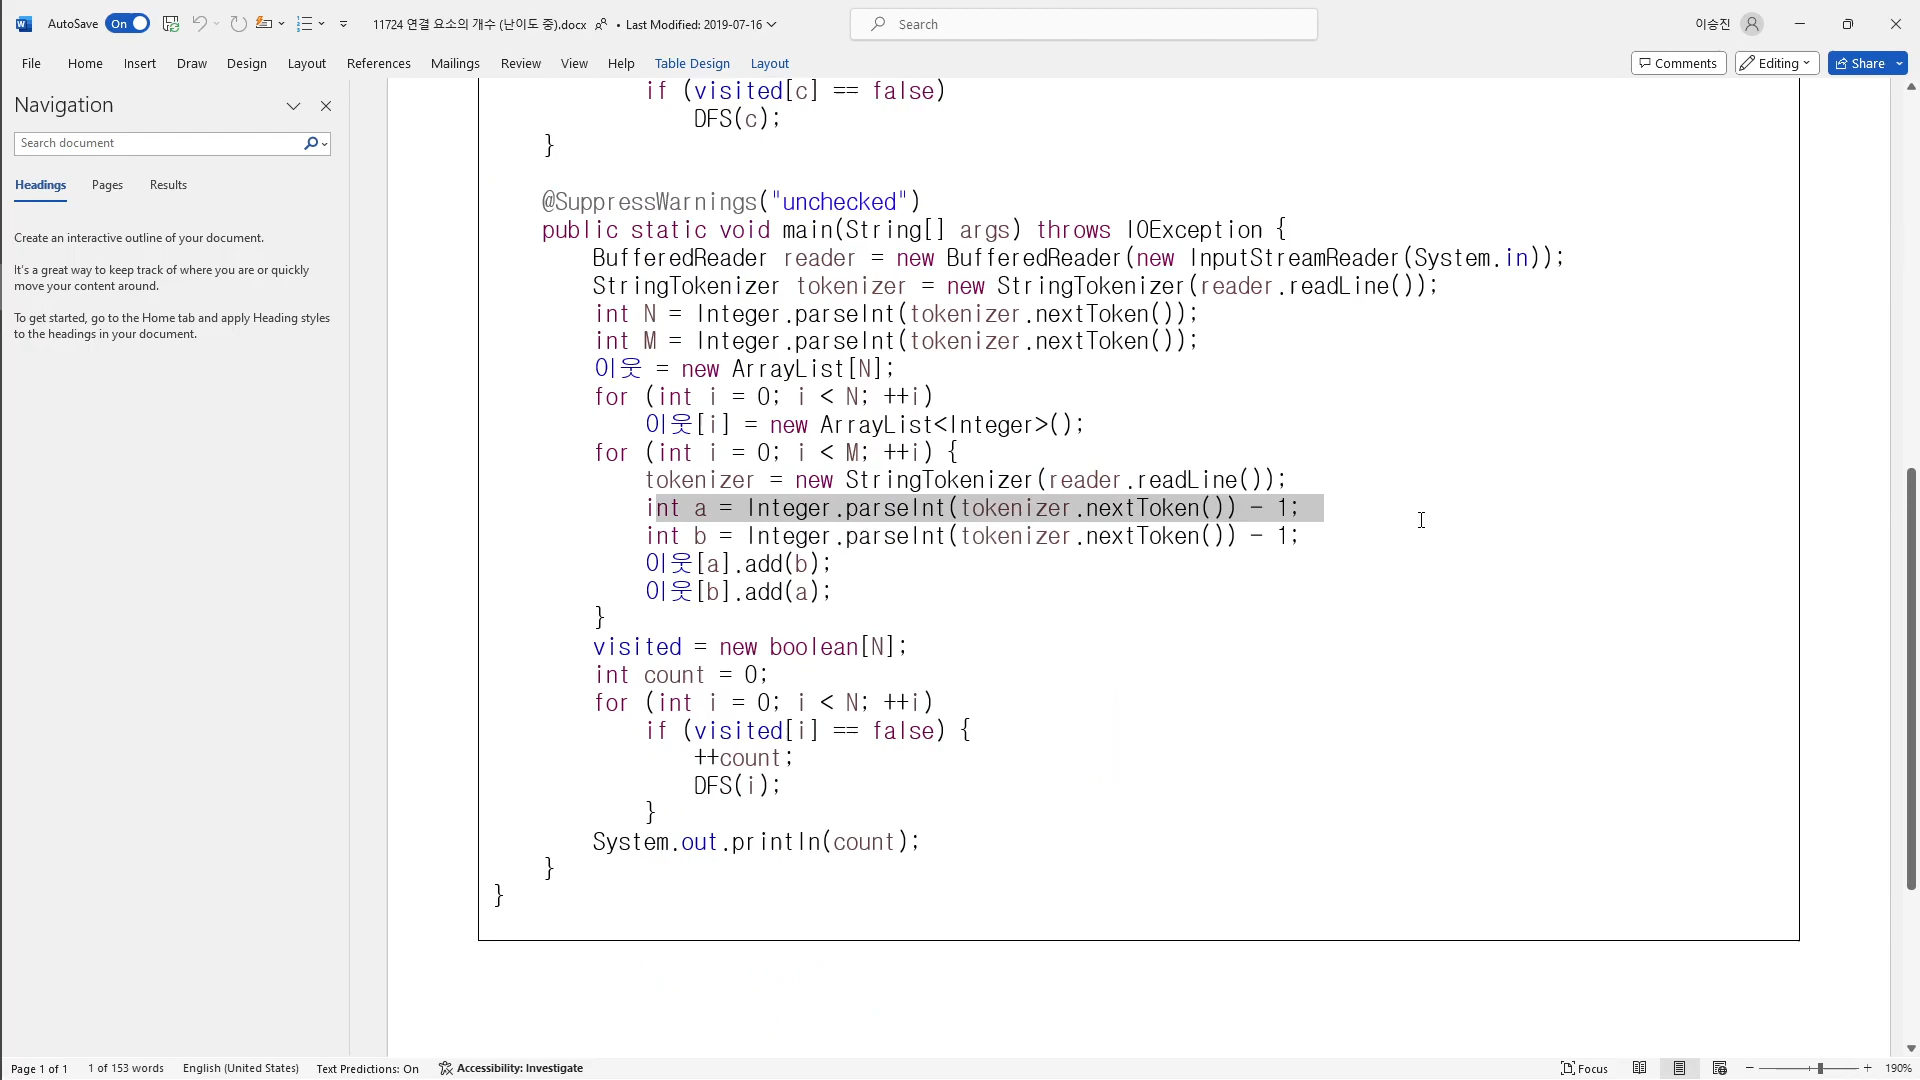 AutoSave On 11724 연결 요소의 개수 (난이도 중).docx • Last Modified: 2019-07-16 Search 이승진
File Home Insert Draw Design Layout References Mailings Review View Help Table Design Layout Comments Editing Share
Navigation
Search document
Headings Pages Results
Create an interactive outline of your document.
It's a great way to keep track of where you are or quickly
move your content around.
To get started, go to the Home tab and apply Heading styles
to the headings in your document.
if (visited[c] == false)
DFS(c);
}
@SuppressWarnings("unchecked")
public static void main(String[] args) throws IOException {
BufferedReader reader = new BufferedReader(new InputStreamReader(System.in));
StringTokenizer tokenizer = new StringTokenizer(reader.readLine());
int N = Integer.parseInt(tokenizer.nextToken());
int M = Integer.parseInt(tokenizer.nextToken());
이웃 = new ArrayList[N];
for (int i = 0; i < N; ++i)
이웃[i] = new ArrayList<Integer>();
for (int i = 0; i < M; ++i) {
tokenizer = new StringTokenizer(reader.readLine());
int a = Integer.parseInt(tokenizer.nextToken()) - 1;
int b = Integer.parseInt(tokenizer.nextToken()) - 1;
이웃[a].add(b);
이웃[b].add(a);
}
visited = new boolean[N];
int count = 0;
for (int i = 0; i < N; ++i)
if (visited[i] == false) {
++count;
DFS(i);
}
System.out.println(count);
}
}
Page 1 of 1 1 of 153 words English (United States) Text Predictions: On Accessibility: Investigate Focus 190%